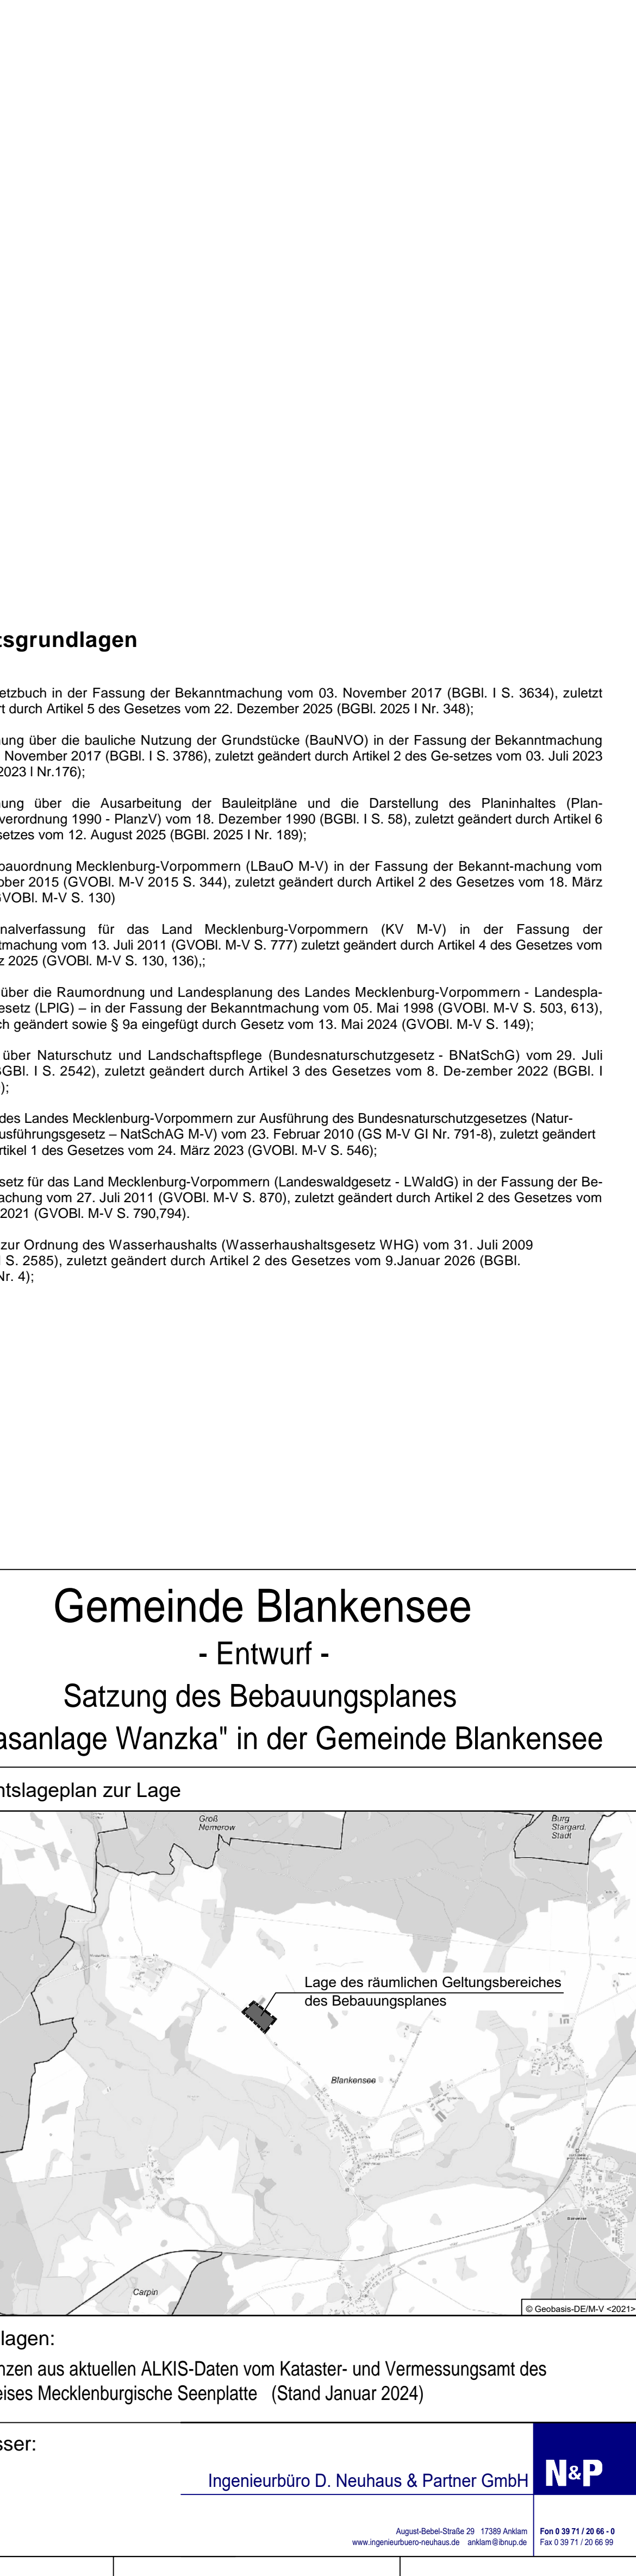 tsgrundlagen
etzbuch in der Fassung der Bekanntmachung vom 03. November 2017 (BGBl. I S. 3634), zuletzt
rt durch Artikel 5 des Gesetzes vom 22. Dezember 2025 (BGBl. 2025 I Nr. 348);
nung über die bauliche Nutzung der Grundstücke (BauNVO) in der Fassung der Bekanntmachung
. November 2017 (BGBl. I S. 3786), zuletzt geändert durch Artikel 2 des Ge-setzes vom 03. Juli 2023
2023 I Nr.176);
nung über die Ausarbeitung der Bauleitpläne und die Darstellung des Planinhaltes (Plan-
verordnung 1990 - PlanzV) vom 18. Dezember 1990 (BGBl. I S. 58), zuletzt geändert durch Artikel 6
setzes vom 12. August 2025 (BGBl. 2025 I Nr. 189);
bauordnung Mecklenburg-Vorpommern (LBauO M-V) in der Fassung der Bekannt-machung vom
ober 2015 (GVOBl. M-V 2015 S. 344), zuletzt geändert durch Artikel 2 des Gesetzes vom 18. März
GVOBl. M-V S. 130)
nalverfassung für das Land Mecklenburg-Vorpommern (KV M-V) in der Fassung der
tmachung vom 13. Juli 2011 (GVOBl. M-V S. 777) zuletzt geändert durch Artikel 4 des Gesetzes vom
z 2025 (GVOBl. M-V S. 130, 136),;
über die Raumordnung und Landesplanung des Landes Mecklenburg-Vorpommern - Landespla-
esetz (LPlG) – in der Fassung der Bekanntmachung vom 05. Mai 1998 (GVOBl. M-V S. 503, 613),
ch geändert sowie § 9a eingefügt durch Gesetz vom 13. Mai 2024 (GVOBl. M-V S. 149);
über Naturschutz und Landschaftspflege (Bundesnaturschutzgesetz - BNatSchG) vom 29. Juli
BGBl. I S. 2542), zuletzt geändert durch Artikel 3 des Gesetzes vom 8. De-zember 2022 (BGBl. I
);
des Landes Mecklenburg-Vorpommern zur Ausführung des Bundesnaturschutzgesetzes (Natur-
usführungsgesetz – NatSchAG M-V) vom 23. Februar 2010 (GS M-V GI Nr. 791-8), zuletzt geändert
rtikel 1 des Gesetzes vom 24. März 2023 (GVOBl. M-V S. 546);
setz für das Land Mecklenburg-Vorpommern (Landeswaldgesetz - LWaldG) in der Fassung der Be-
achung vom 27. Juli 2011 (GVOBl. M-V S. 870), zuletzt geändert durch Artikel 2 des Gesetzes vom
2021 (GVOBl. M-V S. 790,794).
zur Ordnung des Wasserhaushalts (Wasserhaushaltsgesetz WHG) vom 31. Juli 2009
I S. 2585), zuletzt geändert durch Artikel 2 des Gesetzes vom 9.Januar 2026 (BGBl.
Nr. 4);
Gemeinde Blankensee
- Entwurf -
Satzung des Bebauungsplanes
asanlage Wanzka" in der Gemeinde Blankensee
htslageplan zur Lage
Groß
Nemerow
Burg
Stargard,
Stadt
Lage des räumlichen Geltungsbereiches
des Bebauungsplanes
Blankensee
Carpin
© Geobasis-DE/M-V <2021>
lagen:
nzen aus aktuellen ALKIS-Daten vom Kataster- und Vermessungsamt des
eises Mecklenburgische Seenplatte (Stand Januar 2024)
sser:
Ingenieurbüro D. Neuhaus & Partner GmbH
N&P
August-Bebel-Straße 29 17389 Anklam
Fon 0 39 71 / 20 66 - 0
www.ingenieurbuero-neuhaus.de anklam@ibnup.de
Fax 0 39 71 / 20 66 99